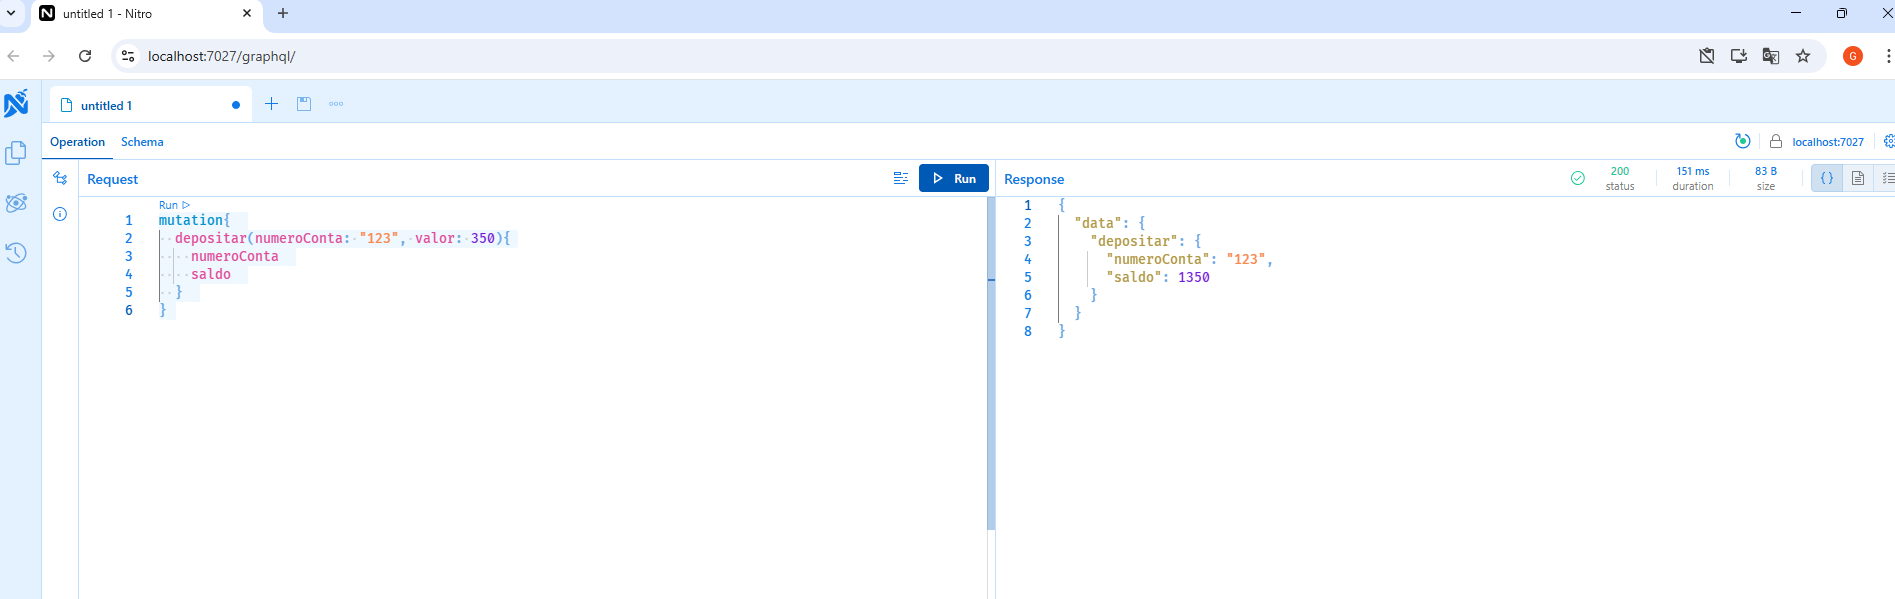 untitled 1 - Nitro
localhost:7027/graphql/
G
untitled 1
Operation
Schema
localhost:7027
Request
Run
Response
200
status
151 ms
duration
83 B
size
Run
1 mutation{
2 depositar(numeroConta: "123", valor: 350){
3 numeroConta
4 saldo
5 }
6 }
1 {
2 "data": {
3 "depositar": {
4 "numeroConta": "123",
5 "saldo": 1350
6 }
7 }
8 }